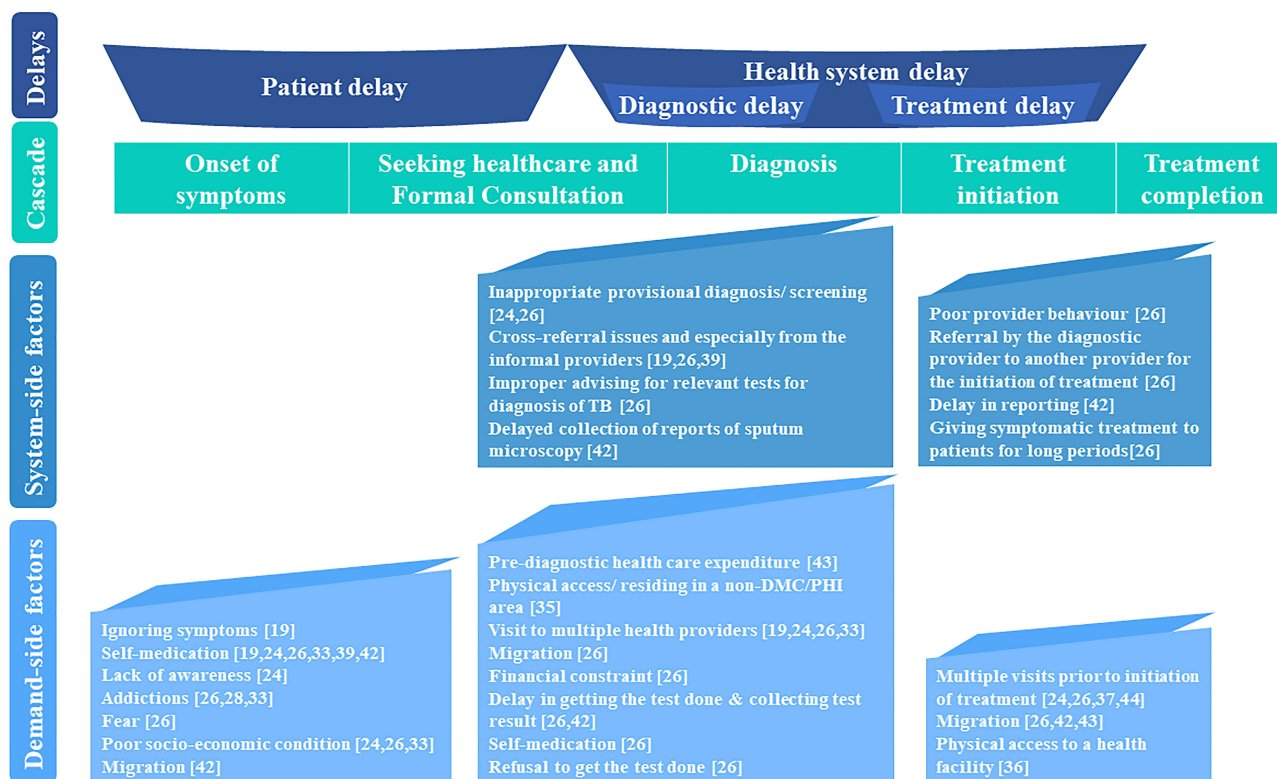 Delays
Patient delay
Health system delay
Diagnostic delay
Treatment delay
Cascade
Onset of
symptoms
Seeking healthcare and
Formal Consultation
Diagnosis
Treatment
initiation
Treatment
completion
System-side factors
Inappropriate provisional diagnosis/ screening
[24,26]
Cross-referral issues and especially from the
informal providers [19,26,39]
Improper advising for relevant tests for
diagnosis of TB [26]
Delayed collection of reports of sputum
microscopy [42]
Poor provider behaviour [26]
Referral by the diagnostic
provider to another provider for
the initiation of treatment [26]
Delay in reporting [42]
Giving symptomatic treatment to
patients for long periods[26]
Demand-side factors
Ignoring symptoms [19]
Self-medication [19,24,26,33,39,42]
Lack of awareness [24]
Addictions [26,28,33]
Fear [26]
Poor socio-economic condition [24,26,33]
Migration [42]
Pre-diagnostic health care expenditure [43]
Physical access/ residing in a non-DMC/PHI
area [35]
Visit to multiple health providers [19,24,26,33]
Migration [26]
Financial constraint [26]
Delay in getting the test done & collecting test
result [26,42]
Self-medication [26]
Refusal to get the test done [26]
Multiple visits prior to initiation
of treatment [24,26,37,44]
Migration [26,42,43]
Physical access to a health
facility [36]